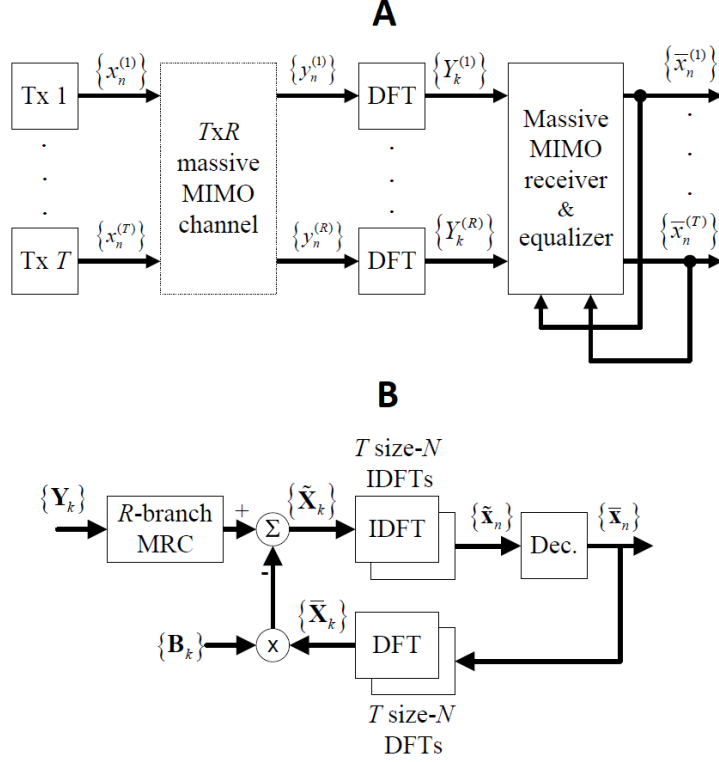 A
{x_n^(1)}
{y_n^(1)}
{Y_k^(1)}
{x̅_n^(1)}
Tx 1
TxR
massive
MIMO
channel
DFT
Massive
MIMO
receiver
&
equalizer
{x_n^(T)}
{y_n^(R)}
{Y_k^(R)}
{x̅_n^(T)}
Tx T
DFT
B
T size-N
IDFTs
{Y_k}
R-branch
MRC
+
Σ
-
{X̃_k}
IDFT
{x̃_n}
Dec.
{x̅_n}
{B_k}
x
{X̅_k}
DFT
T size-N
DFTs